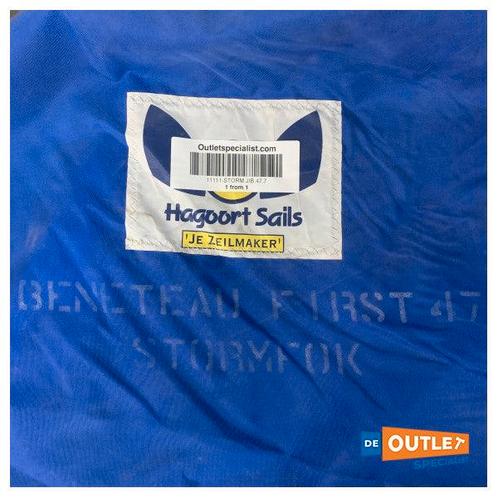 Outletspecialist.com
11111-STORM JIB 47.7
1 from 1
Hagoort Sails
'JE ZEILMAKER'
BENETEAU FIRST 47
STORMFOK
DE OUTLET
SPECIALIST